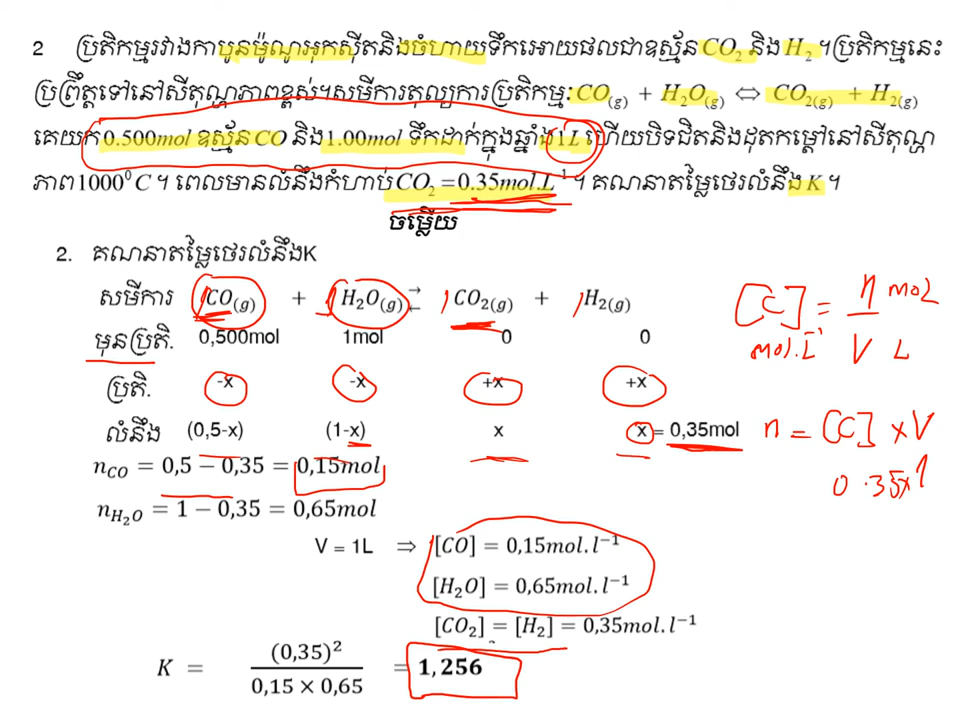 2 ប្រតិកម្មរវាងកាបូនម៉ូណូអុកស៊ីតនិងចំហាយទឹកអោយផលជាឧស្ម័ន CO₂ និង H₂ ។ប្រតិកម្មនេះ
ប្រព្រឹត្តទៅនៅសីតុណ្ហភាពខ្ពស់។សមីការតុល្យការប្រតិកម្ម: CO(g) + H₂O(g) ⇔ CO₂(g) + H₂(g)
គេយក 0.500mol ឧស្ម័ន CO និង 1.00mol ទឹកដាក់ក្នុងឆ្នាំង 1L ហើយបិទជិតនិងដុតកម្តៅនៅសីតុណ្ហ
ភាព 1000⁰C ។ ពេលមានលំនឹងកំហាប់ CO₂ = 0.35mol.L⁻¹ ។ គណនាតម្លៃថេរលំនឹង K ។
ចម្លើយ
2. គណនាតម្លៃថេរលំនឹងK
សមីការ 1CO(g) + 1H₂O(g) ⇄ 1CO₂(g) + 1H₂(g)
មុនប្រតិ. 0,500mol 1mol 0 0
ប្រតិ. -x -x +x +x
លំនឹង (0,5-x) (1-x) x x = 0,35mol
n_CO = 0,5 − 0,35 = 0,15mol
n_H₂O = 1 − 0,35 = 0,65mol
V = 1L ⇒ [CO] = 0,15mol.l⁻¹
[H₂O] = 0,65mol.l⁻¹
[CO₂] = [H₂] = 0,35mol.l⁻¹
K = (0,35)² / 0,15 × 0,65 = 1,256
[C] = n mol
mol.L⁻¹ V L
n = [C] × V
0.35×1